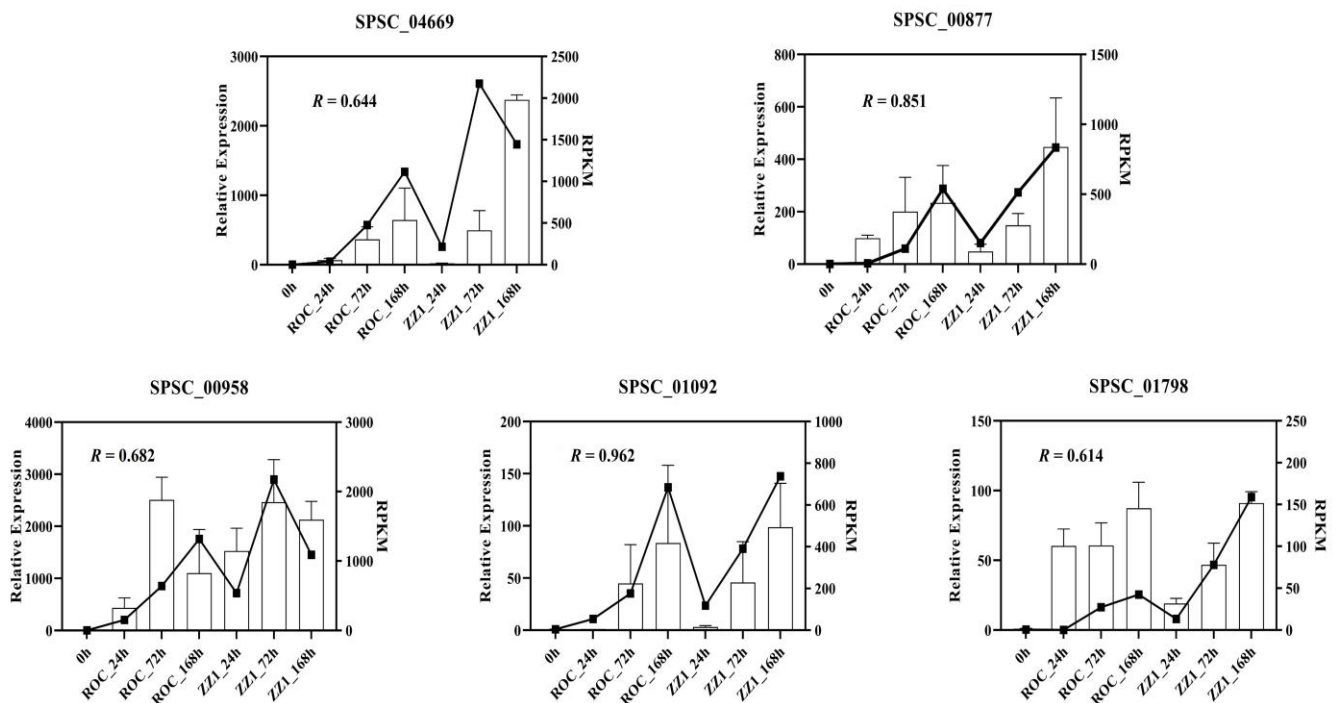 SPSC_04669
Relative Expression
3000
2000
1000
0
R = 0.644
2500
2000
1500
1000
500
0
RPKM
0h
ROC_24h
ROC_72h
ROC_168h
ZZ1_24h
ZZ1_72h
ZZ1_168h
SPSC_00877
Relative Expression
800
600
400
200
0
R = 0.851
1500
1000
500
0
RPKM
0h
ROC_24h
ROC_72h
ROC_168h
ZZ1_24h
ZZ1_72h
ZZ1_168h
SPSC_00958
Relative Expression
4000
3000
2000
1000
0
R = 0.682
3000
2000
1000
0
RPKM
0h
ROC_24h
ROC_72h
ROC_168h
ZZ1_24h
ZZ1_72h
ZZ1_168h
SPSC_01092
Relative Expression
200
150
100
50
0
R = 0.962
1000
800
600
400
200
0
RPKM
0h
ROC_24h
ROC_72h
ROC_168h
ZZ1_24h
ZZ1_72h
ZZ1_168h
SPSC_01798
Relative Expression
150
100
50
0
R = 0.614
250
200
150
100
50
0
RPKM
0h
ROC_24h
ROC_72h
ROC_168h
ZZ1_24h
ZZ1_72h
ZZ1_168h